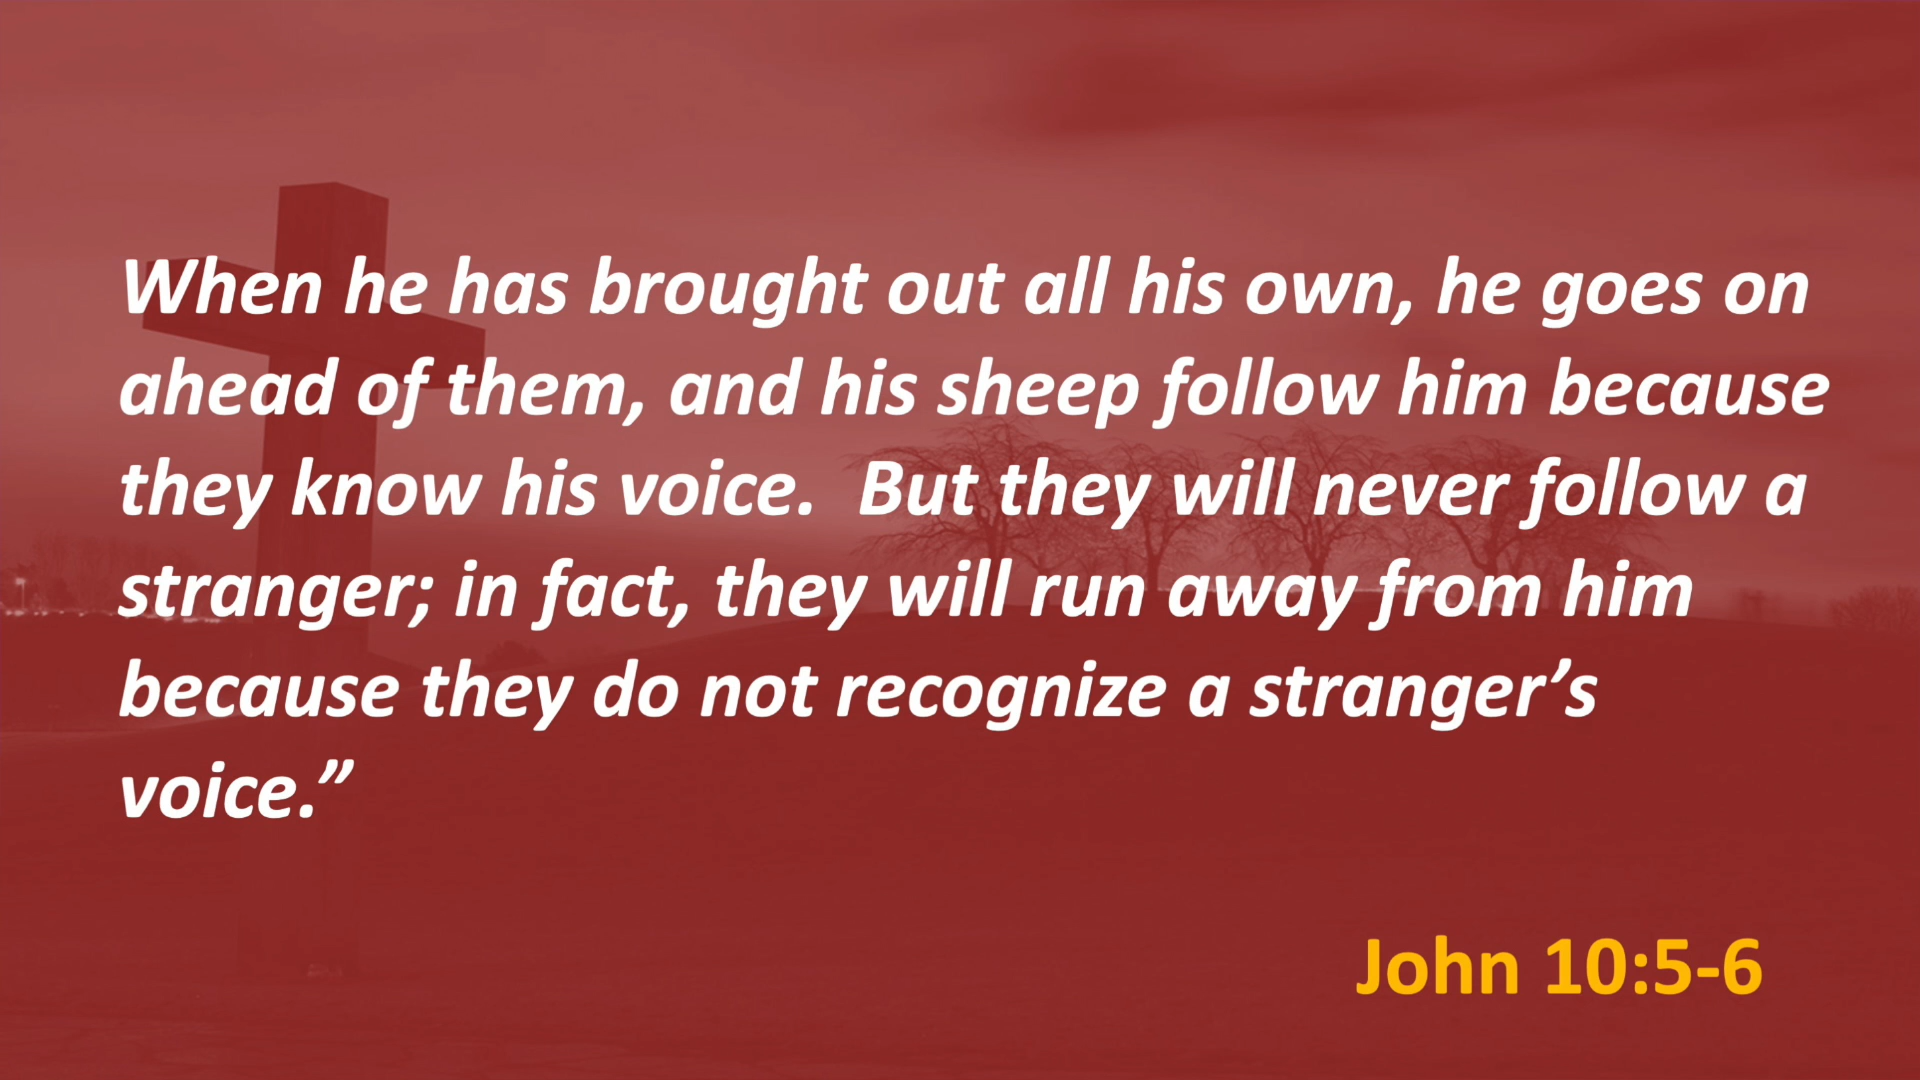 When he has brought out all his own, he goes on
ahead of them, and his sheep follow him because
they know his voice.  But they will never follow a
stranger; in fact, they will run away from him
because they do not recognize a stranger’s
voice.”
John 10:5-6